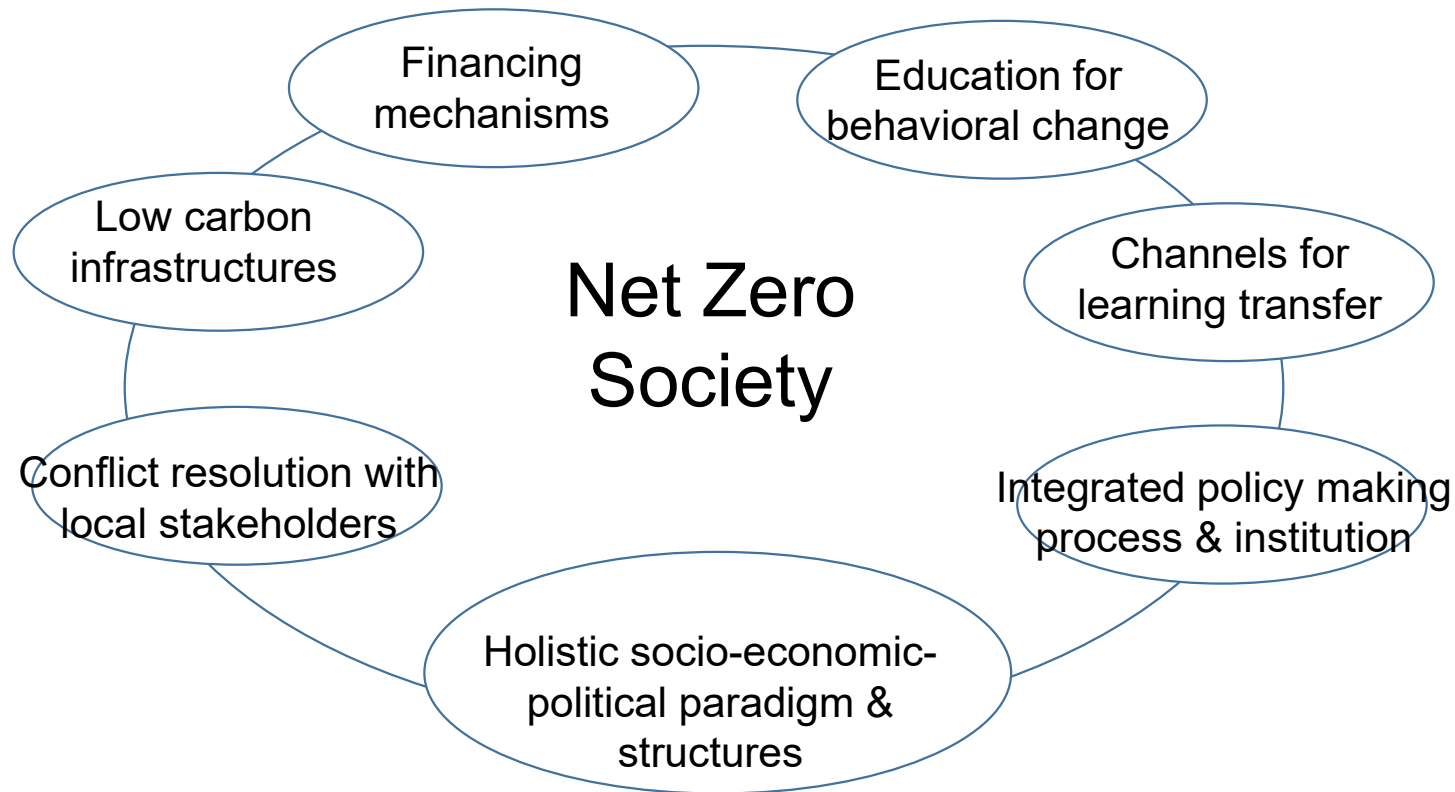 Financing
mechanisms
Education for
behavioral change
Low carbon
infrastructures
Channels for
learning transfer
Net Zero
Society
Conflict resolution with
local stakeholders
Integrated policy making
process & institution
Holistic socio-economic-
political paradigm &
structures